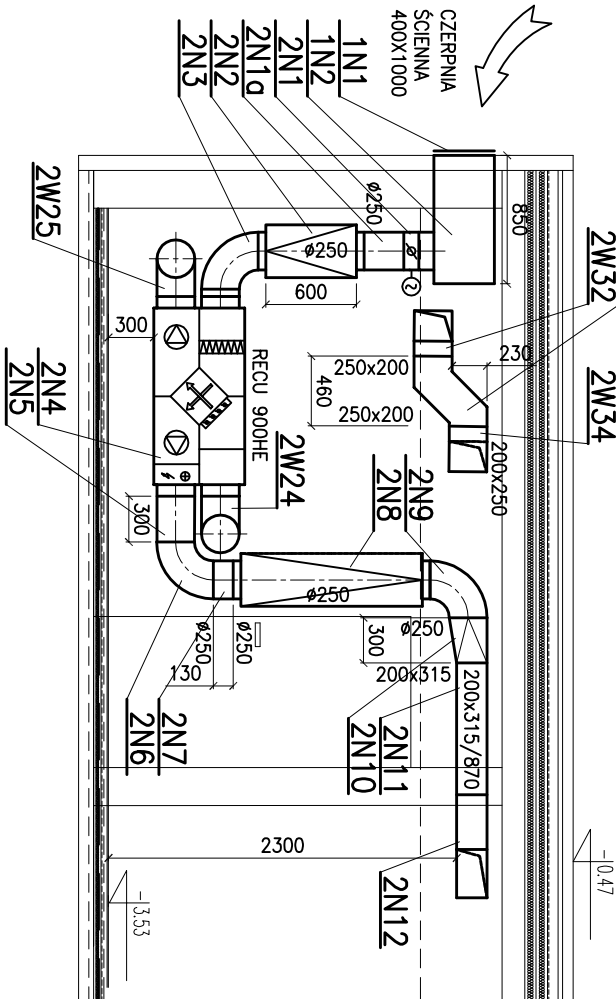 CZERPNIA
ŚCIENNA
400X1000
1N1
1N2
2N1
2N1a
2N2
2N3
2W25
2N4
2N5
2W24
RECU 900HE
2W32
2W34
2N9
2N8
2N7
2N6
2N11
2N10
2N12
850
ø250
ø250
600
300
230
250x200
460
250x200
200x250
300
ø250
ø250
ø250
130
ø250
300
200x315
200x315/870
2300
-0.47
-3.53